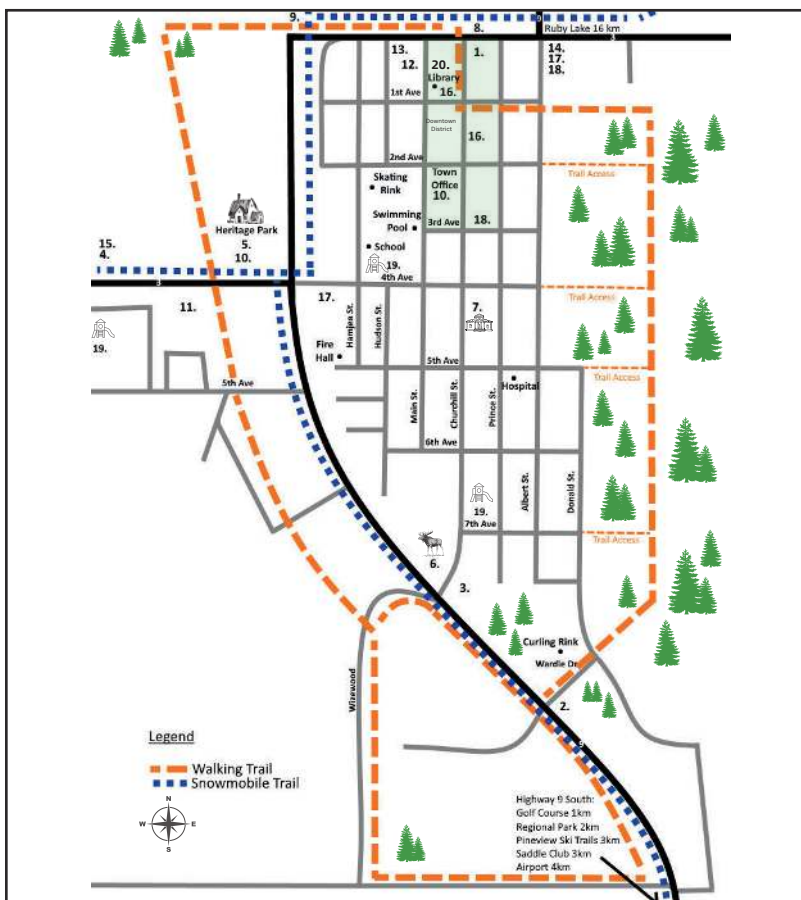 9.
8.
9
Ruby Lake 16 km
3
13.
20.
1.
14.
12.
Library
17.
16.
18.
1st Ave
Downtown
District
16.
2nd Ave
Trail Access
Skating
Rink
Town
Office
10.
Swimming
Pool
3rd Ave
18.
Heritage Park
5.
10.
15.
4.
School
19.
4th Ave
3
11.
17.
7.
Trail Access
Hamjea St.
Hudson St.
19.
Fire
Hall
5th Ave
5th Ave
Hospital
Trail Access
Main St.
Churchill St.
Prince St.
6th Ave
Albert St.
Donald St.
19.
7th Ave
Trail Access
6.
3.
Curling Rink
Wardle Dr.
Wizewood
2.
9
Legend
Walking Trail
Snowmobile Trail
N
W
E
S
Highway 9 South:
Golf Course 1km
Regional Park 2km
Pineview Ski Trails 3km
Saddle Club 3km
Airport 4km